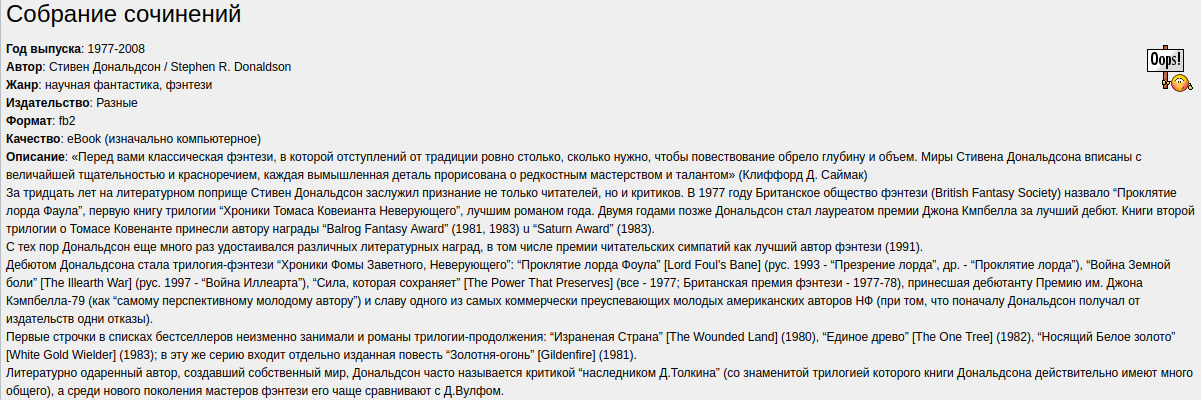 Собрание сочинений
Год выпуска: 1977-2008
Oops!
Автор: Стивен Дональдсон / Stephen R. Donaldson
Жанр: научная фантастика, фэнтези
Издательство: Разные
Формат: fb2
Качество: eBook (изначально компьютерное)
Описание: «Перед вами классическая фэнтези, в которой отступлений от традиции ровно столько, сколько нужно, чтобы повествование обрело глубину и объем. Миры Стивена Дональдсона вписаны с
величайшей тщательностью и красноречием, каждая вымышленная деталь прорисована о редкостным мастерством и талантом» (Клиффорд Д. Саймак)
За тридцать лет на литературном поприще Стивен Дональдсон заслужил признание не только читателей, но и критиков. В 1977 году Британское общество фэнтези (British Fantasy Society) назвало “Проклятие
лорда Фаула”, первую книгу трилогии “Хроники Томаса Ковеианта Неверующего”, лучшим романом года. Двумя годами позже Дональдсон стал лауреатом премии Джона Кмпбелла за лучший дебют. Книги второй
трилогии о Томасе Ковенанте принесли автору награды “Balrog Fantasy Award” (1981, 1983) u “Saturn Award” (1983).
С тех пор Дональдсон еще много раз удостаивался различных литературных наград, в том числе премии читательских симпатий как лучший автор фэнтези (1991).
Дебютом Дональдсона стала трилогия-фэнтези “Хроники Фомы Заветного, Неверующего”: “Проклятие лорда Фоула” [Lord Foul's Bane] (рус. 1993 - “Презрение лорда”, др. - “Проклятие лорда”), “Война Земной
боли” [The Illearth War] (рус. 1997 - “Война Иллеарта”), “Сила, которая сохраняет” [The Power That Preserves] (все - 1977; Британская премия фэнтези - 1977-78), принесшая дебютанту Премию им. Джона
Кэмпбелла-79 (как “самому перспективному молодому автору”) и славу одного из самых коммерчески преуспевающих молодых американских авторов НФ (при том, что поначалу Дональдсон получал от
издательств одни отказы).
Первые строчки в списках бестселлеров неизменно занимали и романы трилогии-продолжения: “Израненая Страна” [The Wounded Land] (1980), “Единое древо” [The One Tree] (1982), “Носящий Белое золото”
[White Gold Wielder] (1983); в эту же серию входит отдельно изданная повесть “Золотня-огонь” [Gildenfire] (1981).
Литературно одаренный автор, создавший собственный мир, Дональдсон часто называется критикой “наследником Д.Толкина” (со знаменитой трилогией которого книги Дональдсона действительно имеют много
общего), а среди нового поколения мастеров фэнтези его чаще сравнивают с Д.Вулфом.